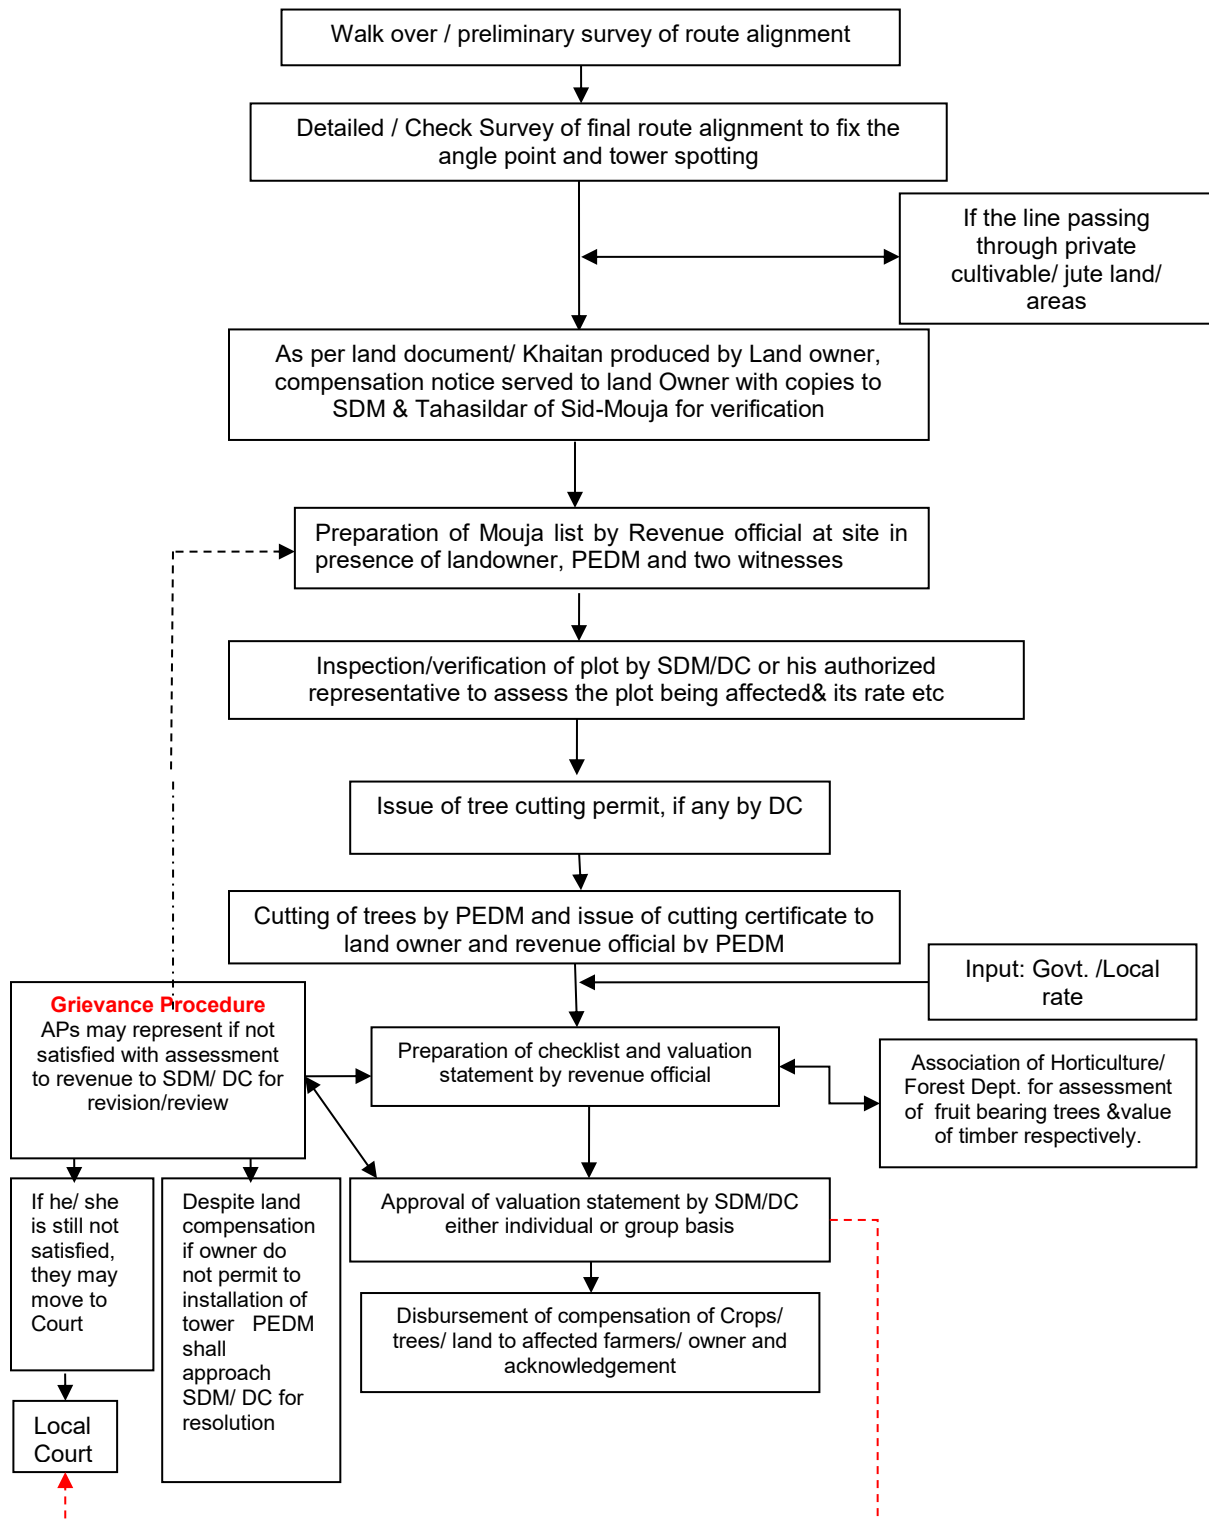 Walk over / preliminary survey of route alignment
Detailed / Check Survey of final route alignment to fix the
angle point and tower spotting
If the line passing
through private
cultivable/ jute land/
areas
As per land document/ Khaitan produced by Land owner,
compensation notice served to land Owner with copies to
SDM & Tahasildar of Sid-Mouja for verification
Preparation of Mouja list by Revenue official at site in
presence of landowner, PEDM and two witnesses
Inspection/verification of plot by SDM/DC or his authorized
representative to assess the plot being affected& its rate etc
Issue of tree cutting permit, if any by DC
Cutting of trees by PEDM and issue of cutting certificate to
land owner and revenue official by PEDM
Input: Govt. /Local
rate
Grievance Procedure
APs may represent if not
satisfied with assessment
to revenue to SDM/ DC for
revision/review
Preparation of checklist and valuation
statement by revenue official
Association of Horticulture/
Forest Dept. for assessment
of fruit bearing trees &value
of timber respectively.
If he/ she
is still not
satisfied,
they may
move to
Court
Despite land
compensation
if owner do
not permit to
installation of
tower PEDM
shall
approach
SDM/ DC for
resolution
Approval of valuation statement by SDM/DC
either individual or group basis
Disbursement of compensation of Crops/
trees/ land to affected farmers/ owner and
acknowledgement
Local
Court